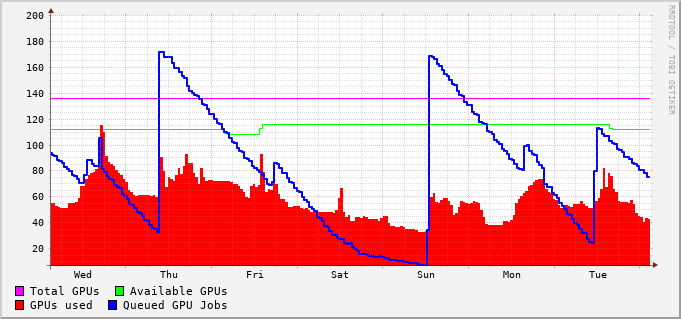 200
180
160
140
120
100
80
60
40
20
Wed Thu Fri Sat Sun Mon Tue
Total GPUs Available GPUs
GPUs used Queued GPU Jobs
RRDTOOL / TOBI OETIKER